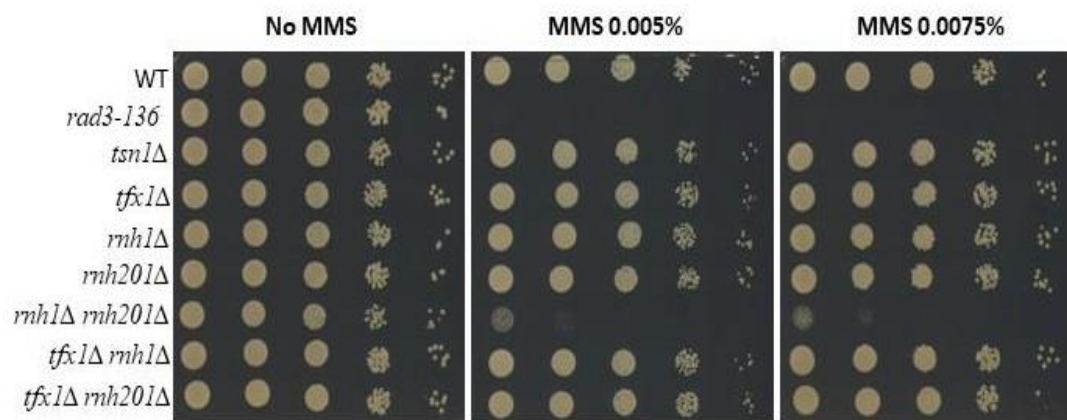 No MMS MMS 0.005% MMS 0.0075%
WT
rad3-136
tsn1Δ
tfx1Δ
rnh1Δ
rnh201Δ
rnh1Δ rnh201Δ
tfx1Δ rnh1Δ
tfx1Δ rnh201Δ